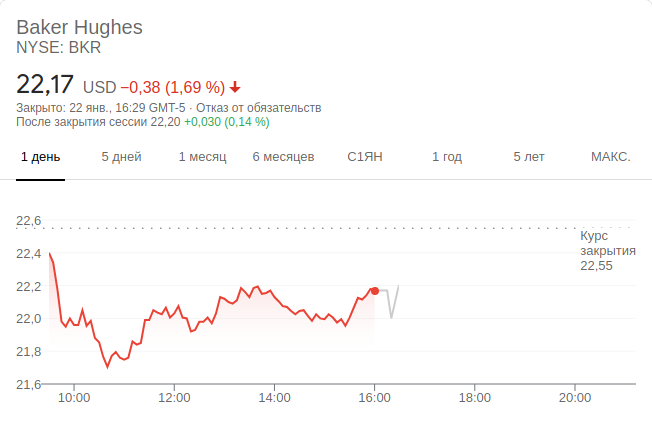 Baker Hughes
NYSE: BKR
22,17 USD −0,38 (1,69 %)
Закрыто: 22 янв., 16:29 GMT-5 · Отказ от обязательств
После закрытия сессии 22,20 +0,030 (0,14 %)
1 день 5 дней 1 месяц 6 месяцев С1ЯН 1 год 5 лет МАКС.
22,6
Курс
закрытия
22,55
22,4
22,2
22,0
21,8
21,6
10:00 12:00 14:00 16:00 18:00 20:00